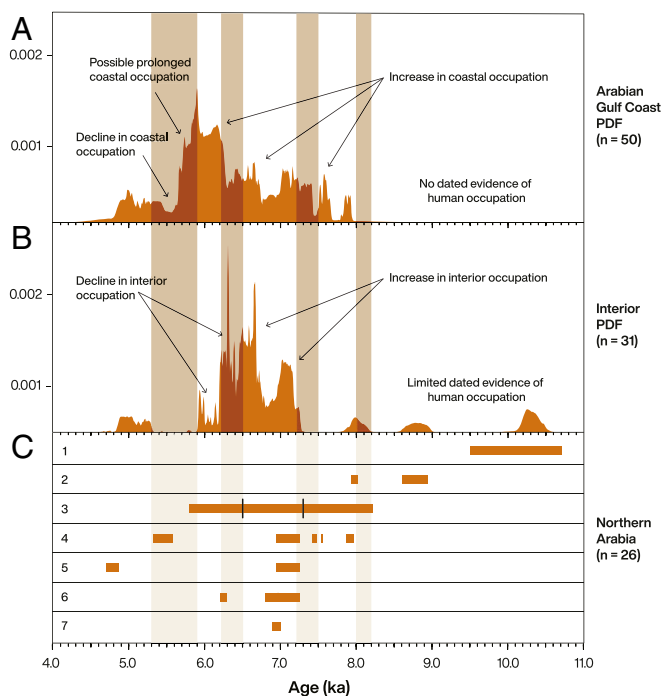 A
0.002
0.001
Possible prolonged
coastal occupation
Decline in coastal
occupation
Increase in coastal occupation
No dated evidence of
human occupation
Arabian
Gulf Coast
PDF
(n = 50)
B
0.002
0.001
Decline in interior
occupation
Increase in interior occupation
Limited dated evidence of
human occupation
Interior
PDF
(n = 31)
C
1
2
3
4
5
6
7
Northern
Arabia
(n = 26)
4.0 5.0 6.0 7.0 8.0 9.0 10.0 11.0
Age (ka)